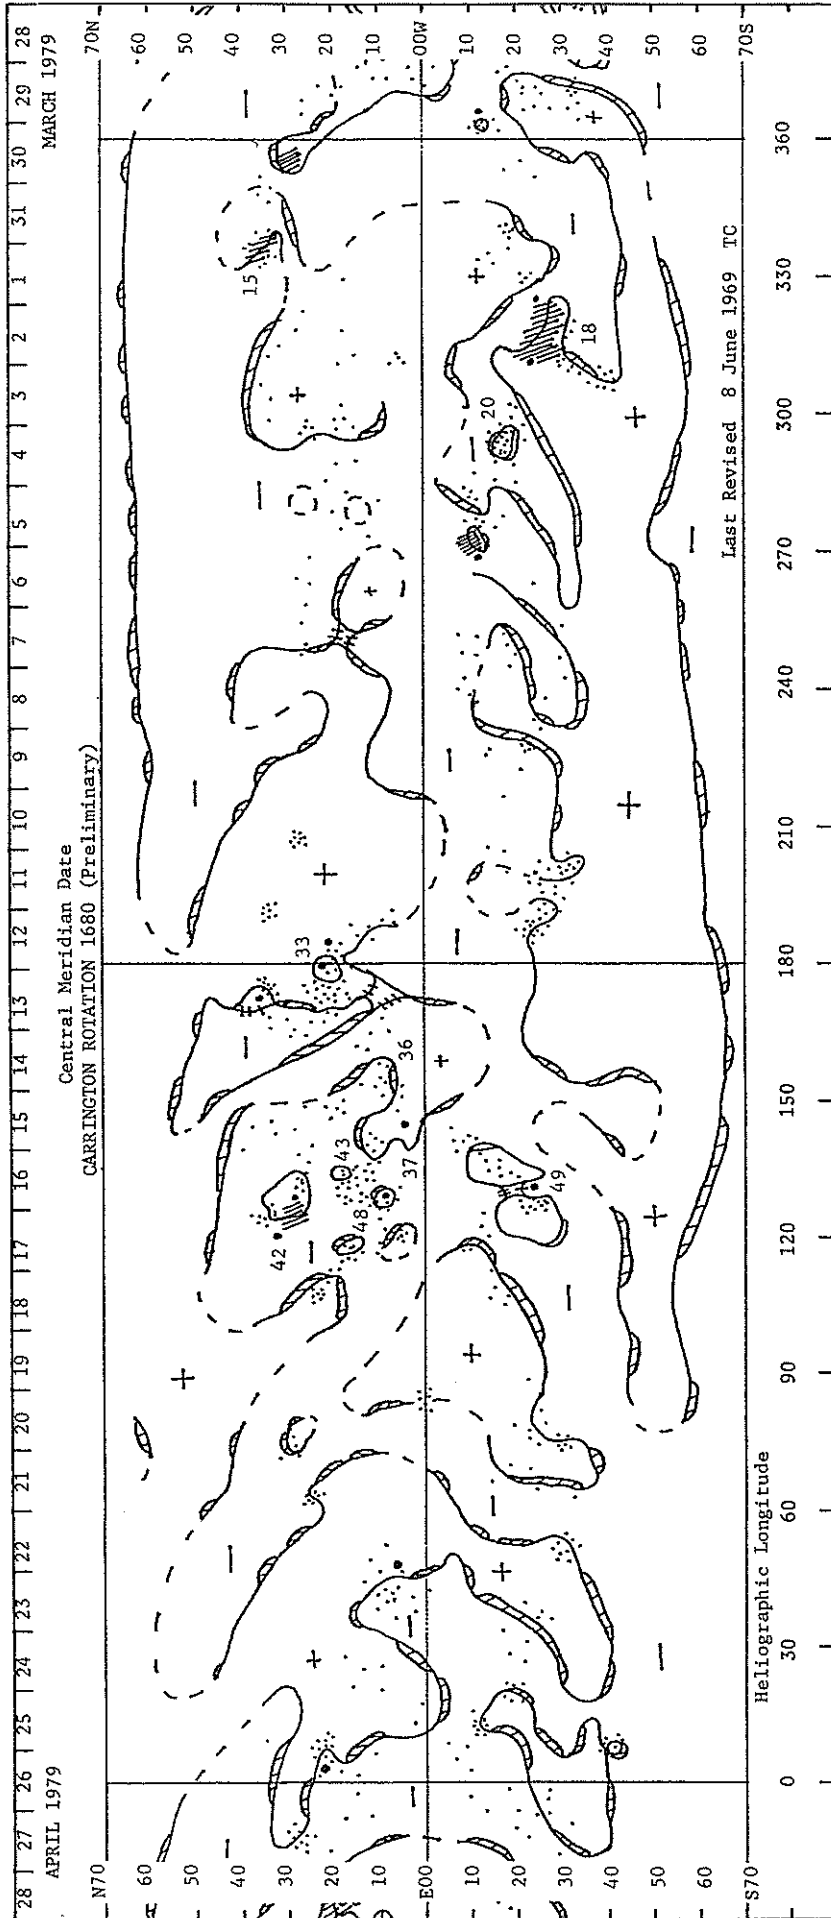 28 | 27 | 26 | 25 | 24 | 23 | 22 | 21 | 20 | 19 | 18 | 17 | 16 | 15 | 14 | 13 | 12 | 11 | 10 | 9 | 8 | 7 | 6 | 5 | 4 | 3 | 2 | 1 | 31 | 30 | 29 | 28
APRIL 1979
MARCH 1979
Central Meridian Date
CARRINGTON ROTATION 1680 (Preliminary)
N70
60
50
40
30
20
10
E00
10
20
30
40
50
60
S70
70N
60
50
40
30
20
10
00W
10
20
30
40
50
60
70S
42
48
43
37
36
33
49
15
20
18
Last Revised 8 June 1969 TC
Heliographic Longitude
0 30 60 90 120 150 180 210 240 270 300 330 360